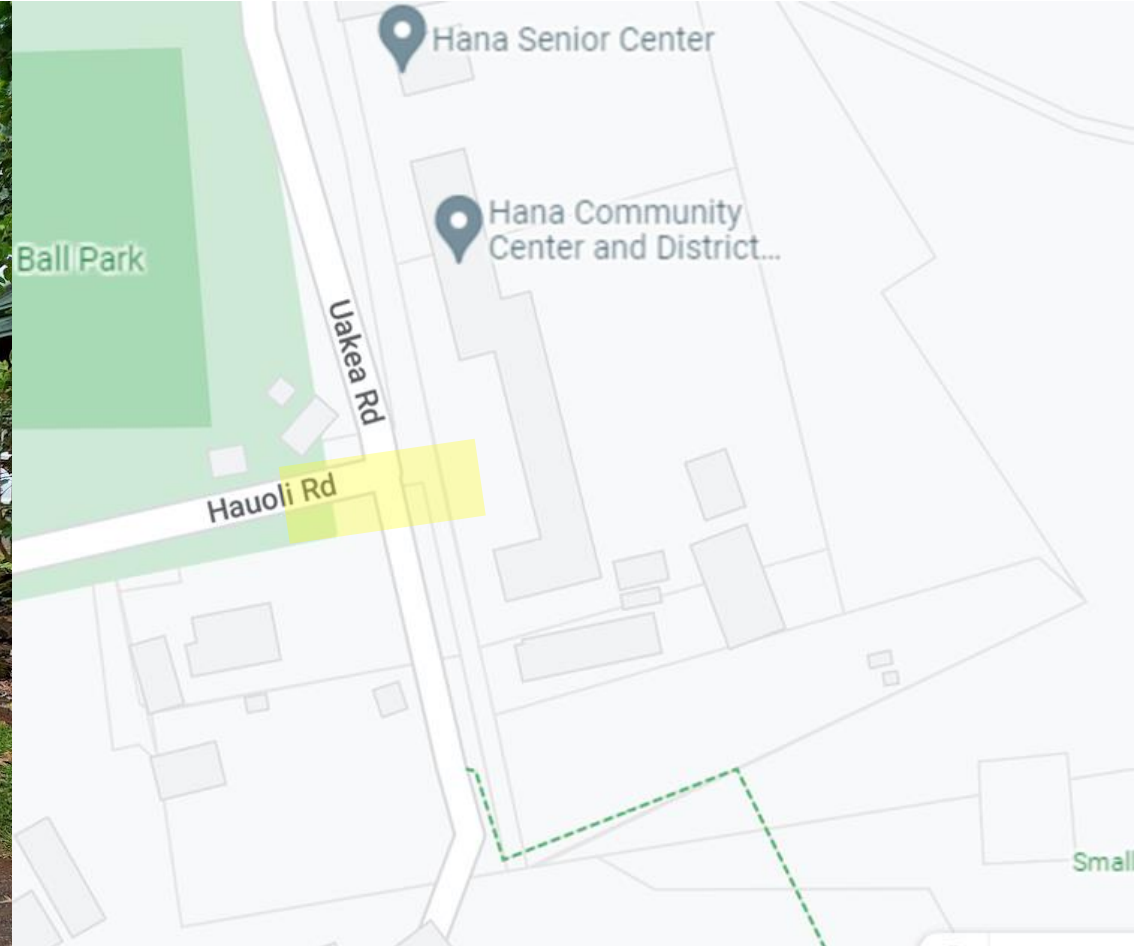 Hana Senior Center
Hana Community
Center and District...
Ball Park
Uakea Rd
Hauoli Rd
Small